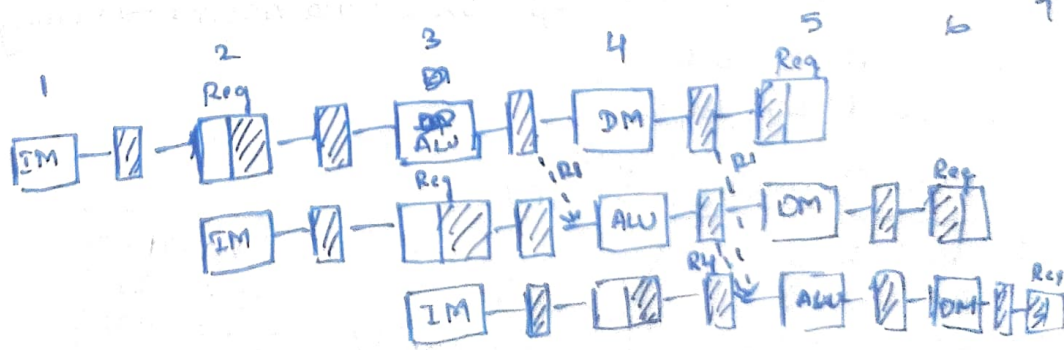 1 2 3 4 5 6 7
Reg Reg
IM ALU DM
Reg R1 R1 Reg
IM ALU DM
R4 Reg
IM ALU DM